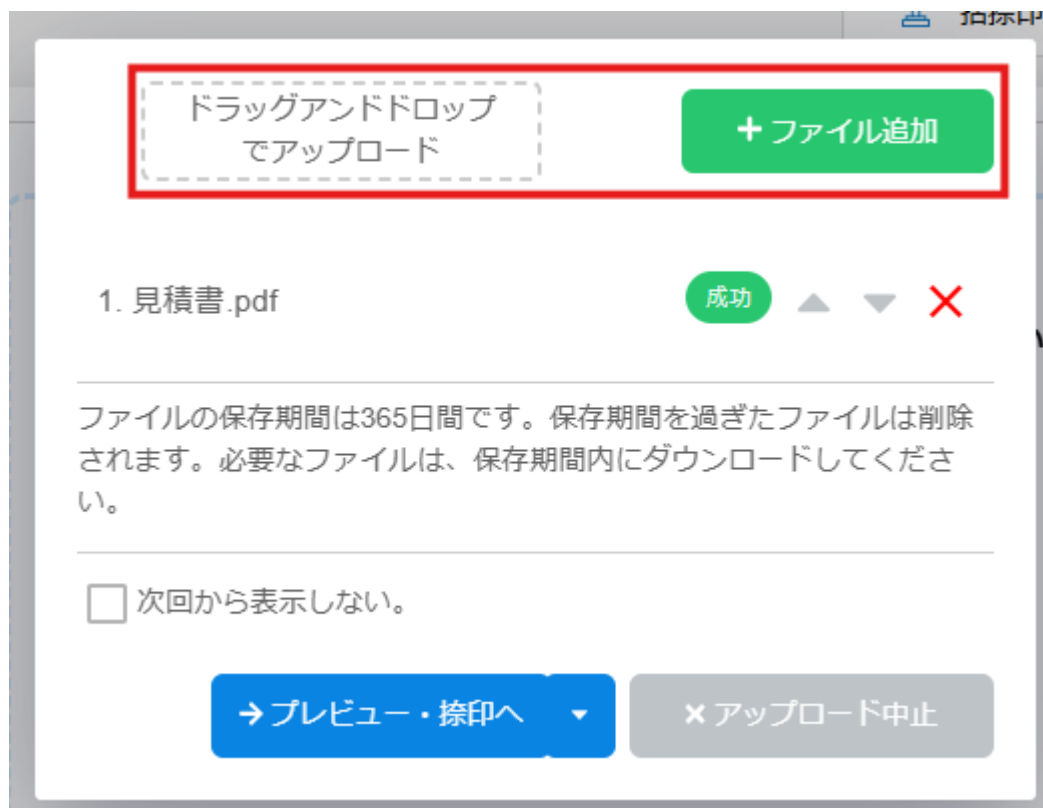 ドラッグアンドドロップ
でアップロード
+ファイル追加
1. 見積書.pdf
成功
ファイルの保存期間は365日間です。保存期間を過ぎたファイルは削除
されます。必要なファイルは、保存期間内にダウンロードしてくださ
い。
次回から表示しない。
→プレビュー・捺印へ
×アップロード中止